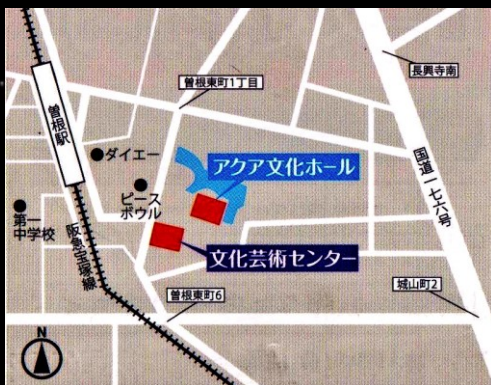 曽根東町1丁目
長興寺南
曽根駅
ダイエー
アクア文化ホール
国道一七六号
ピース
ボウル
第一
中学校
阪急宝塚線
文化芸術センター
城山町2
曽根東町6
N